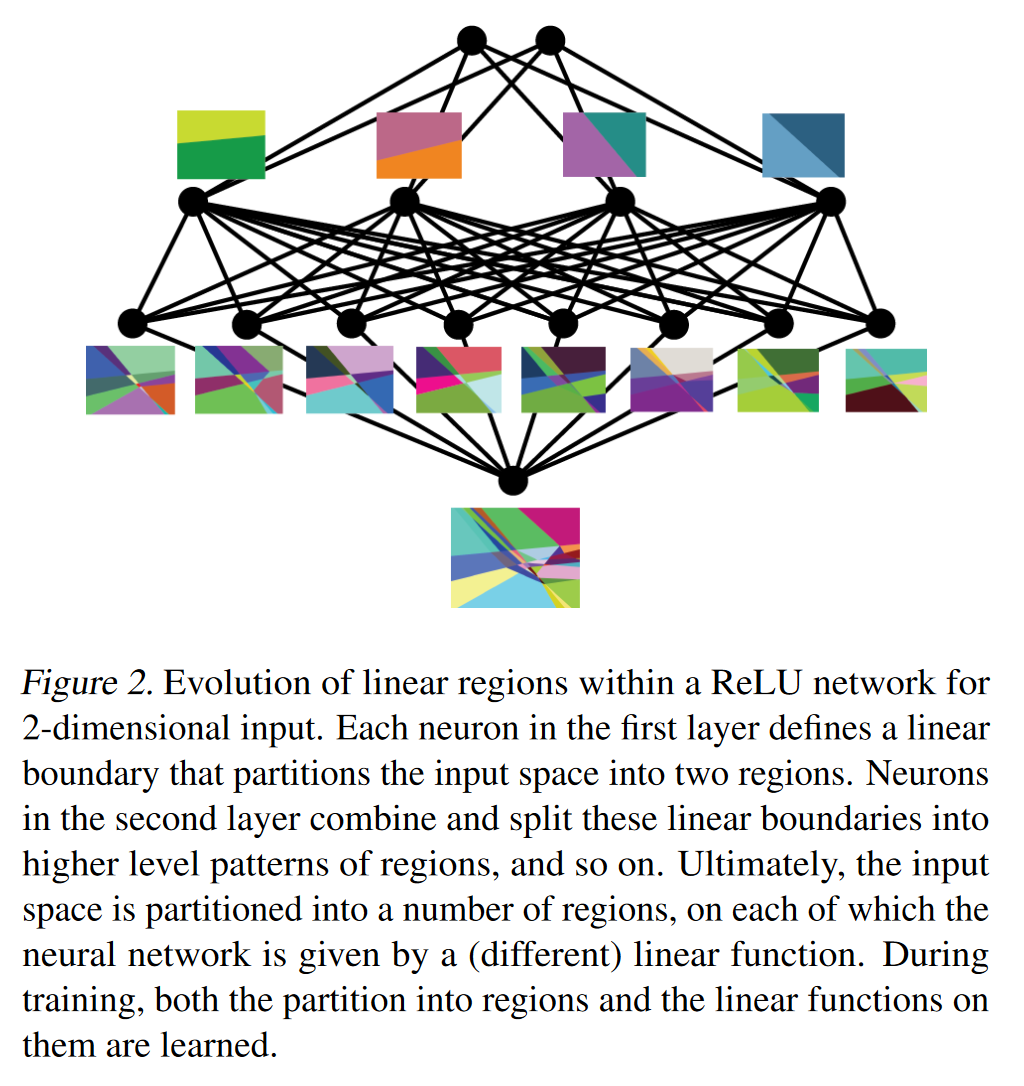 Figure 2. Evolution of linear regions within a ReLU network for
2-dimensional input. Each neuron in the first layer defines a linear
boundary that partitions the input space into two regions. Neurons
in the second layer combine and split these linear boundaries into
higher level patterns of regions, and so on. Ultimately, the input
space is partitioned into a number of regions, on each of which the
neural network is given by a (different) linear function. During
training, both the partition into regions and the linear functions on
them are learned.